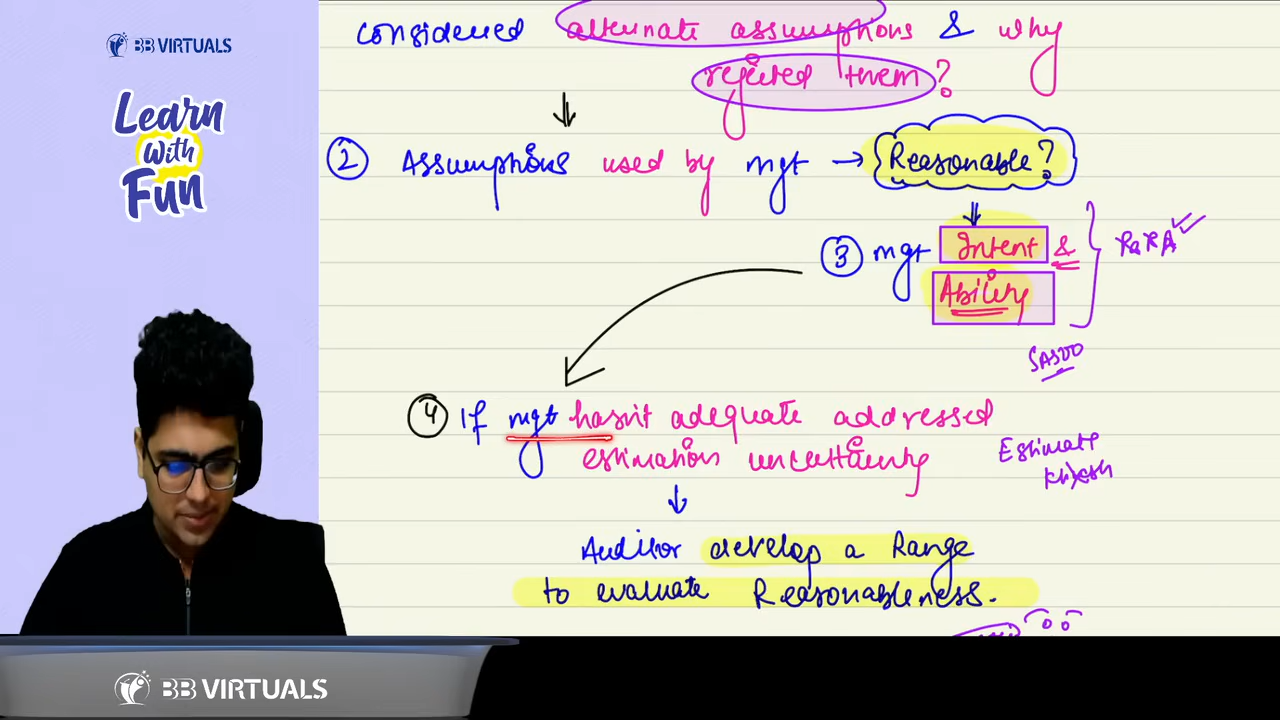 BB VIRTUALS
Learn
With
Fun
considered alternate assumptions & why
rejected them?
② Assumptions used by mgt → Reasonable?
③ mgt Intent &
Ability
SA500
④ If mgt hasn't adequate addressed
estimation uncertainty
Estimate
Auditor develop a Range
to evaluate Reasonableness.
BB VIRTUALS